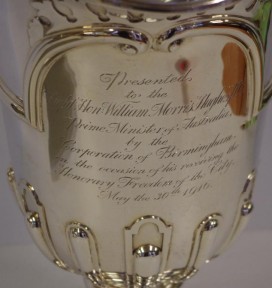 Presented
to the
Rt Hon William Morris Hughes
Prime Minister of Australia
by the
Corporation of Birmingham
on the occasion of his receiving the
Honorary Freedom of the City.
May the 30th 1916.